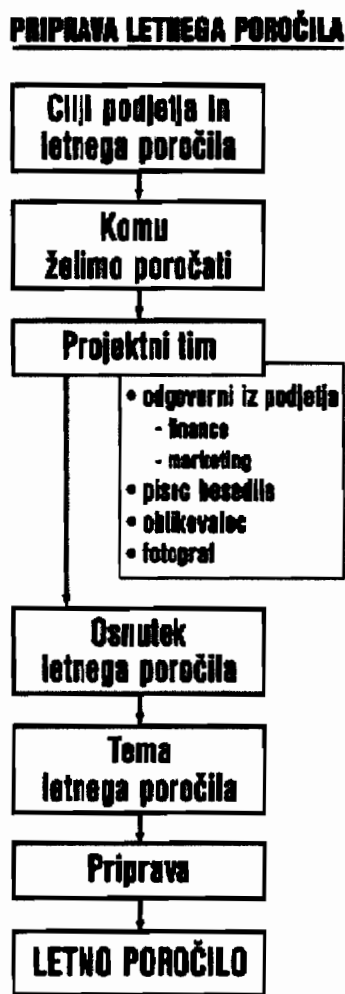 PRIPRAVA LETNEGA POROČILA
Cilji podjetja in
letnega poročila
Komu
želimo poročati
Projektni tim
• odgovorni iz podjetja
- finance
- marketing
• pisec besedila
• oblikovalec
• fotograf
Osnutek
letnega poročila
Tema
letnega poročila
Priprava
LETNO POROČILO